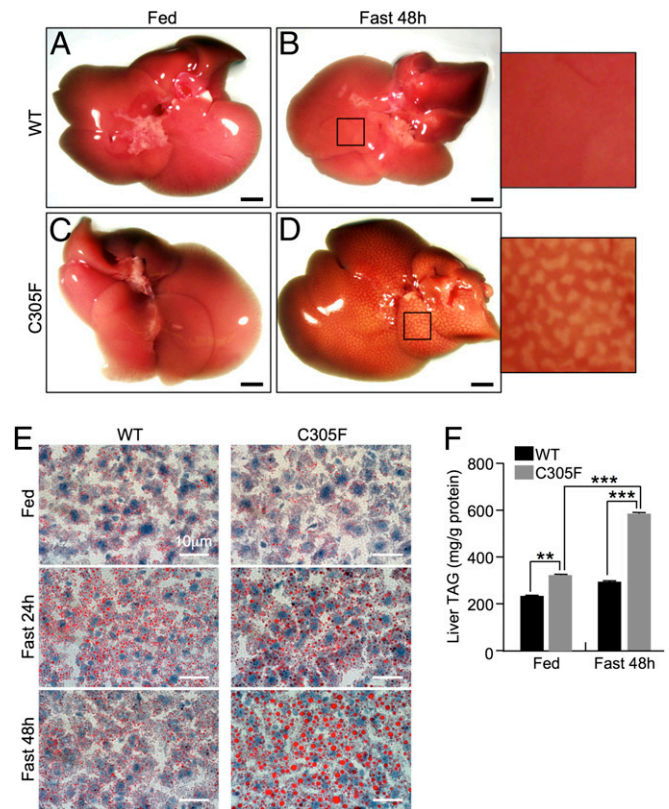 Fed Fast 48h
A B
WT
C D
C305F
E
WT C305F
Fed
10μm
Fast 24h
Fast 48h
F
WT
C305F
Liver TAG (mg/g protein)
800
600
400
200
0
**
***
***
Fed Fast 48h